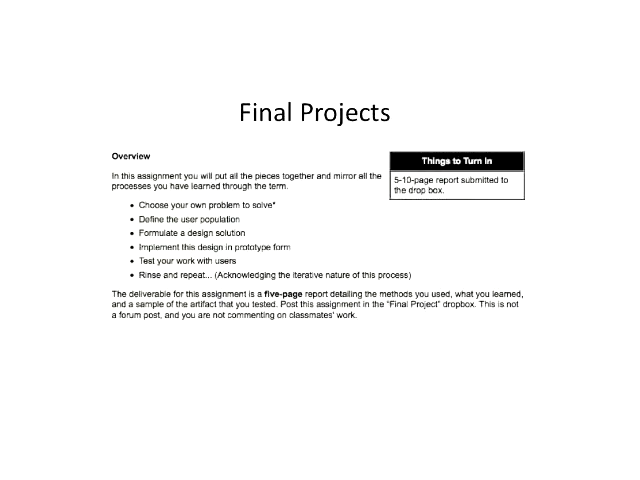 Final Projects
Overview
In this assignment you will put all the pieces together and mirror all the
processes you have learned through the term.
Things to Turn in
5-10-page report submitted to
the drop box.
• Choose your own problem to solve*
• Define the user population
• Formulate a design solution
• Implement this design in prototype form
• Test your work with users
• Rinse and repeat... (Acknowledging the iterative nature of this process)
The deliverable for this assignment is a five-page report detailing the methods you used, what you learned,
and a sample of the artifact that you tested. Post this assignment in the "Final Project" dropbox. This is not
a forum post, and you are not commenting on classmates' work.